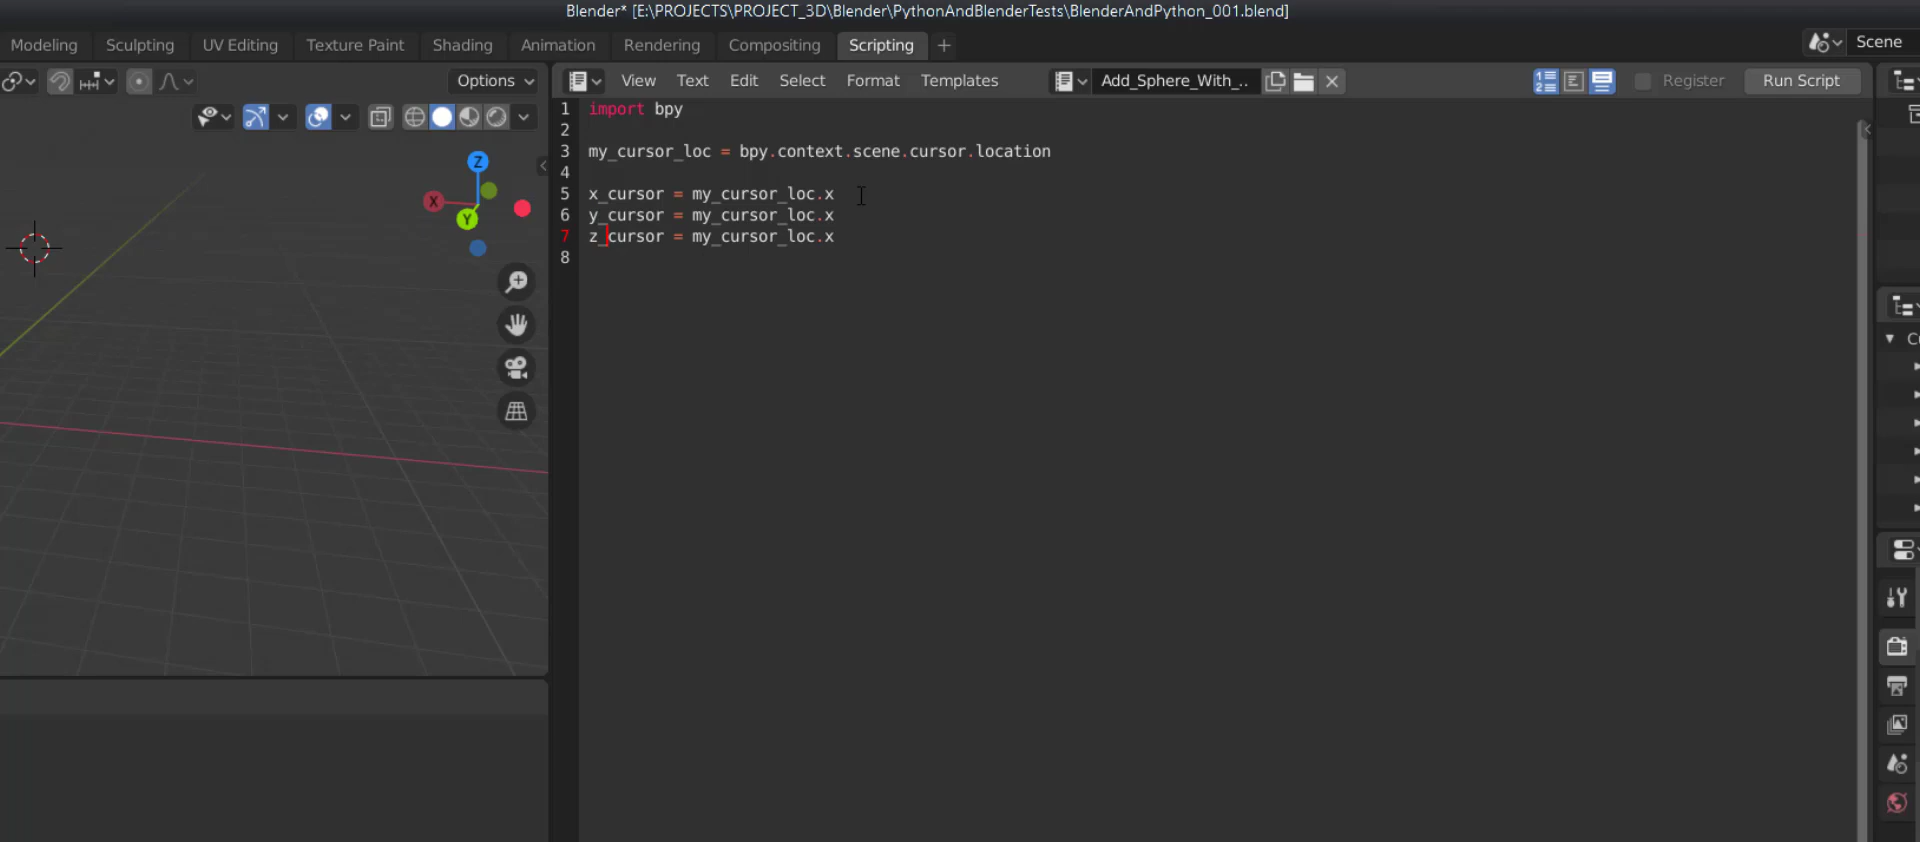 Blender* [E:\PROJECTS\PROJECT_3D\Blender\PythonAndBlenderTests\BlenderAndPython_001.blend]
Modeling Sculpting UV Editing Texture Paint Shading Animation Rendering Compositing Scripting + Scene
Options View Text Edit Select Format Templates Add_Sphere_With_.. Register Run Script
1 import bpy
2
3 my_cursor_loc = bpy.context.scene.cursor.location
4
5 x_cursor = my_cursor_loc.x
6 y_cursor = my_cursor_loc.x
7 z_cursor = my_cursor_loc.x
8
Z
X
Y